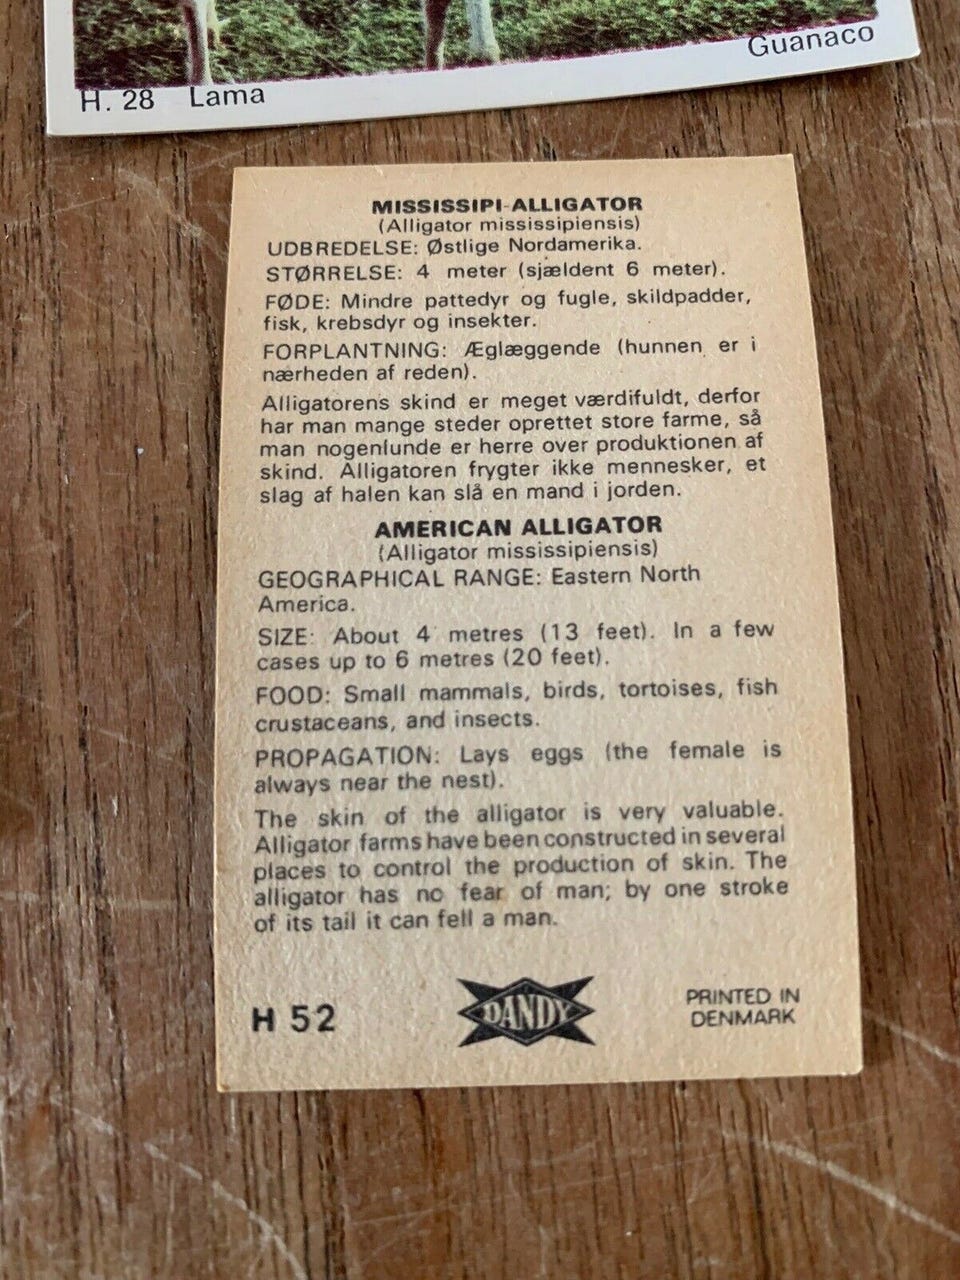 H. 28 Lama Guanaco
MISSISSIPI-ALLIGATOR
(Alligator mississipiensis)
UDBREDELSE: Østlige Nordamerika.
STØRRELSE: 4 meter (sjældent 6 meter).
FØDE: Mindre pattedyr og fugle, skildpadder,
fisk, krebsdyr og insekter.
FORPLANTNING: Æglæggende (hunnen er i
nærheden af reden).
Alligatorens skind er meget værdifuldt, derfor
har man mange steder oprettet store farme, så
man nogenlunde er herre over produktionen af
skind. Alligatoren frygter ikke mennesker, et
slag af halen kan slå en mand i jorden.
AMERICAN ALLIGATOR
(Alligator mississipiensis)
GEOGRAPHICAL RANGE: Eastern North
America.
SIZE: About 4 metres (13 feet). In a few
cases up to 6 metres (20 feet).
FOOD: Small mammals, birds, tortoises, fish
crustaceans, and insects.
PROPAGATION: Lays eggs (the female is
always near the nest).
The skin of the alligator is very valuable.
Alligator farms have been constructed in several
places to control the production of skin. The
alligator has no fear of man; by one stroke
of its tail it can fell a man.
H 52 DANDY PRINTED IN
DENMARK